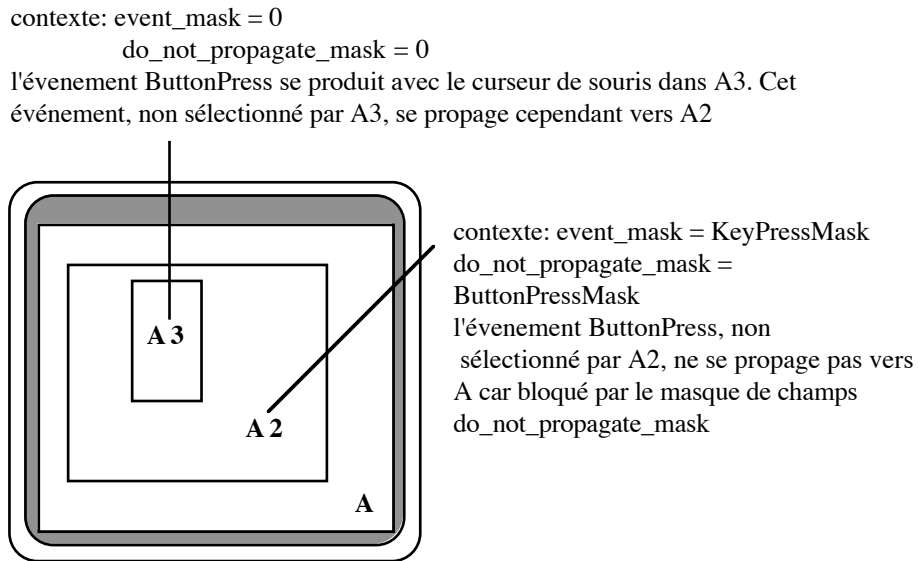 contexte: event_mask = 0
do_not_propagate_mask = 0
l'évenement ButtonPress se produit avec le curseur de souris dans A3. Cet
événement, non sélectionné par A3, se propage cependant vers A2
contexte: event_mask = KeyPressMask
do_not_propagate_mask =
ButtonPressMask
l'évenement ButtonPress, non
sélectionné par A2, ne se propage pas vers
A car bloqué par le masque de champs
do_not_propagate_mask
A 3
A 2
A